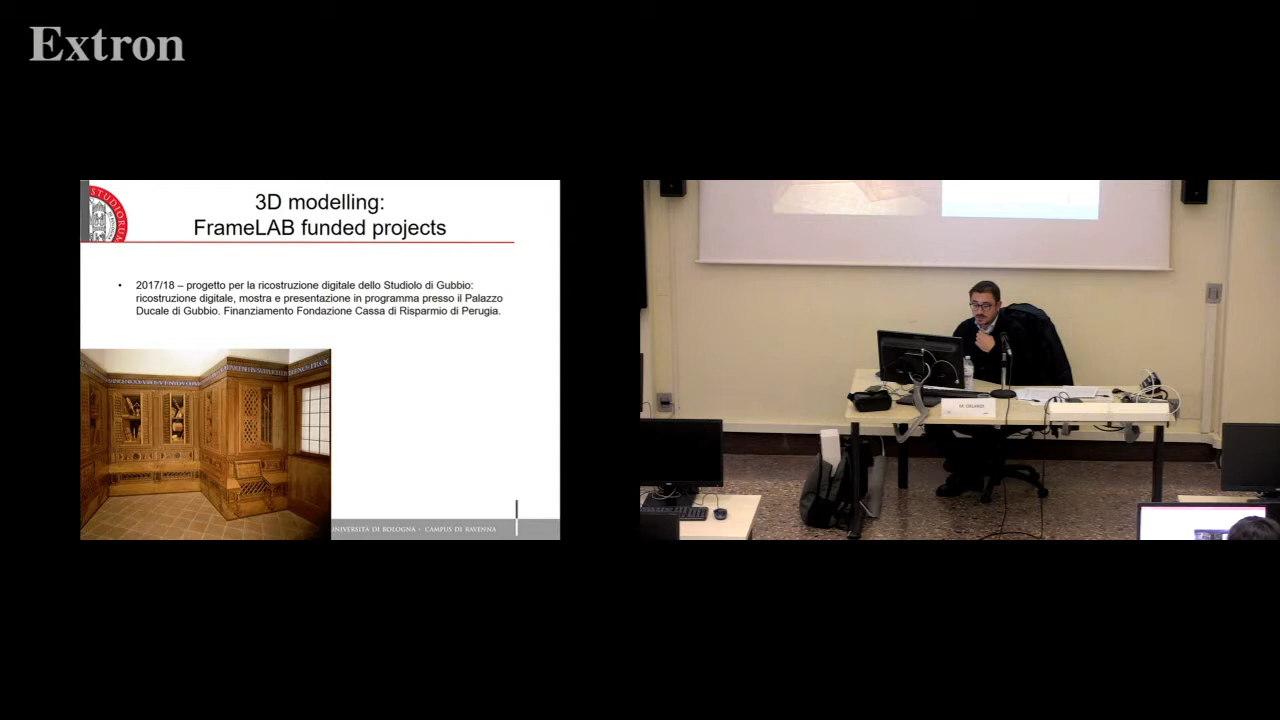 Extron
3D modelling:
FrameLAB funded projects
• 2017/18 – progetto per la ricostruzione digitale dello Studiolo di Gubbio:
ricostruzione digitale, mostra e presentazione in programma presso il Palazzo
Ducale di Gubbio. Finanziamento Fondazione Cassa di Risparmio di Perugia.
UNIVERSITÀ DI BOLOGNA - CAMPUS DI RAVENNA